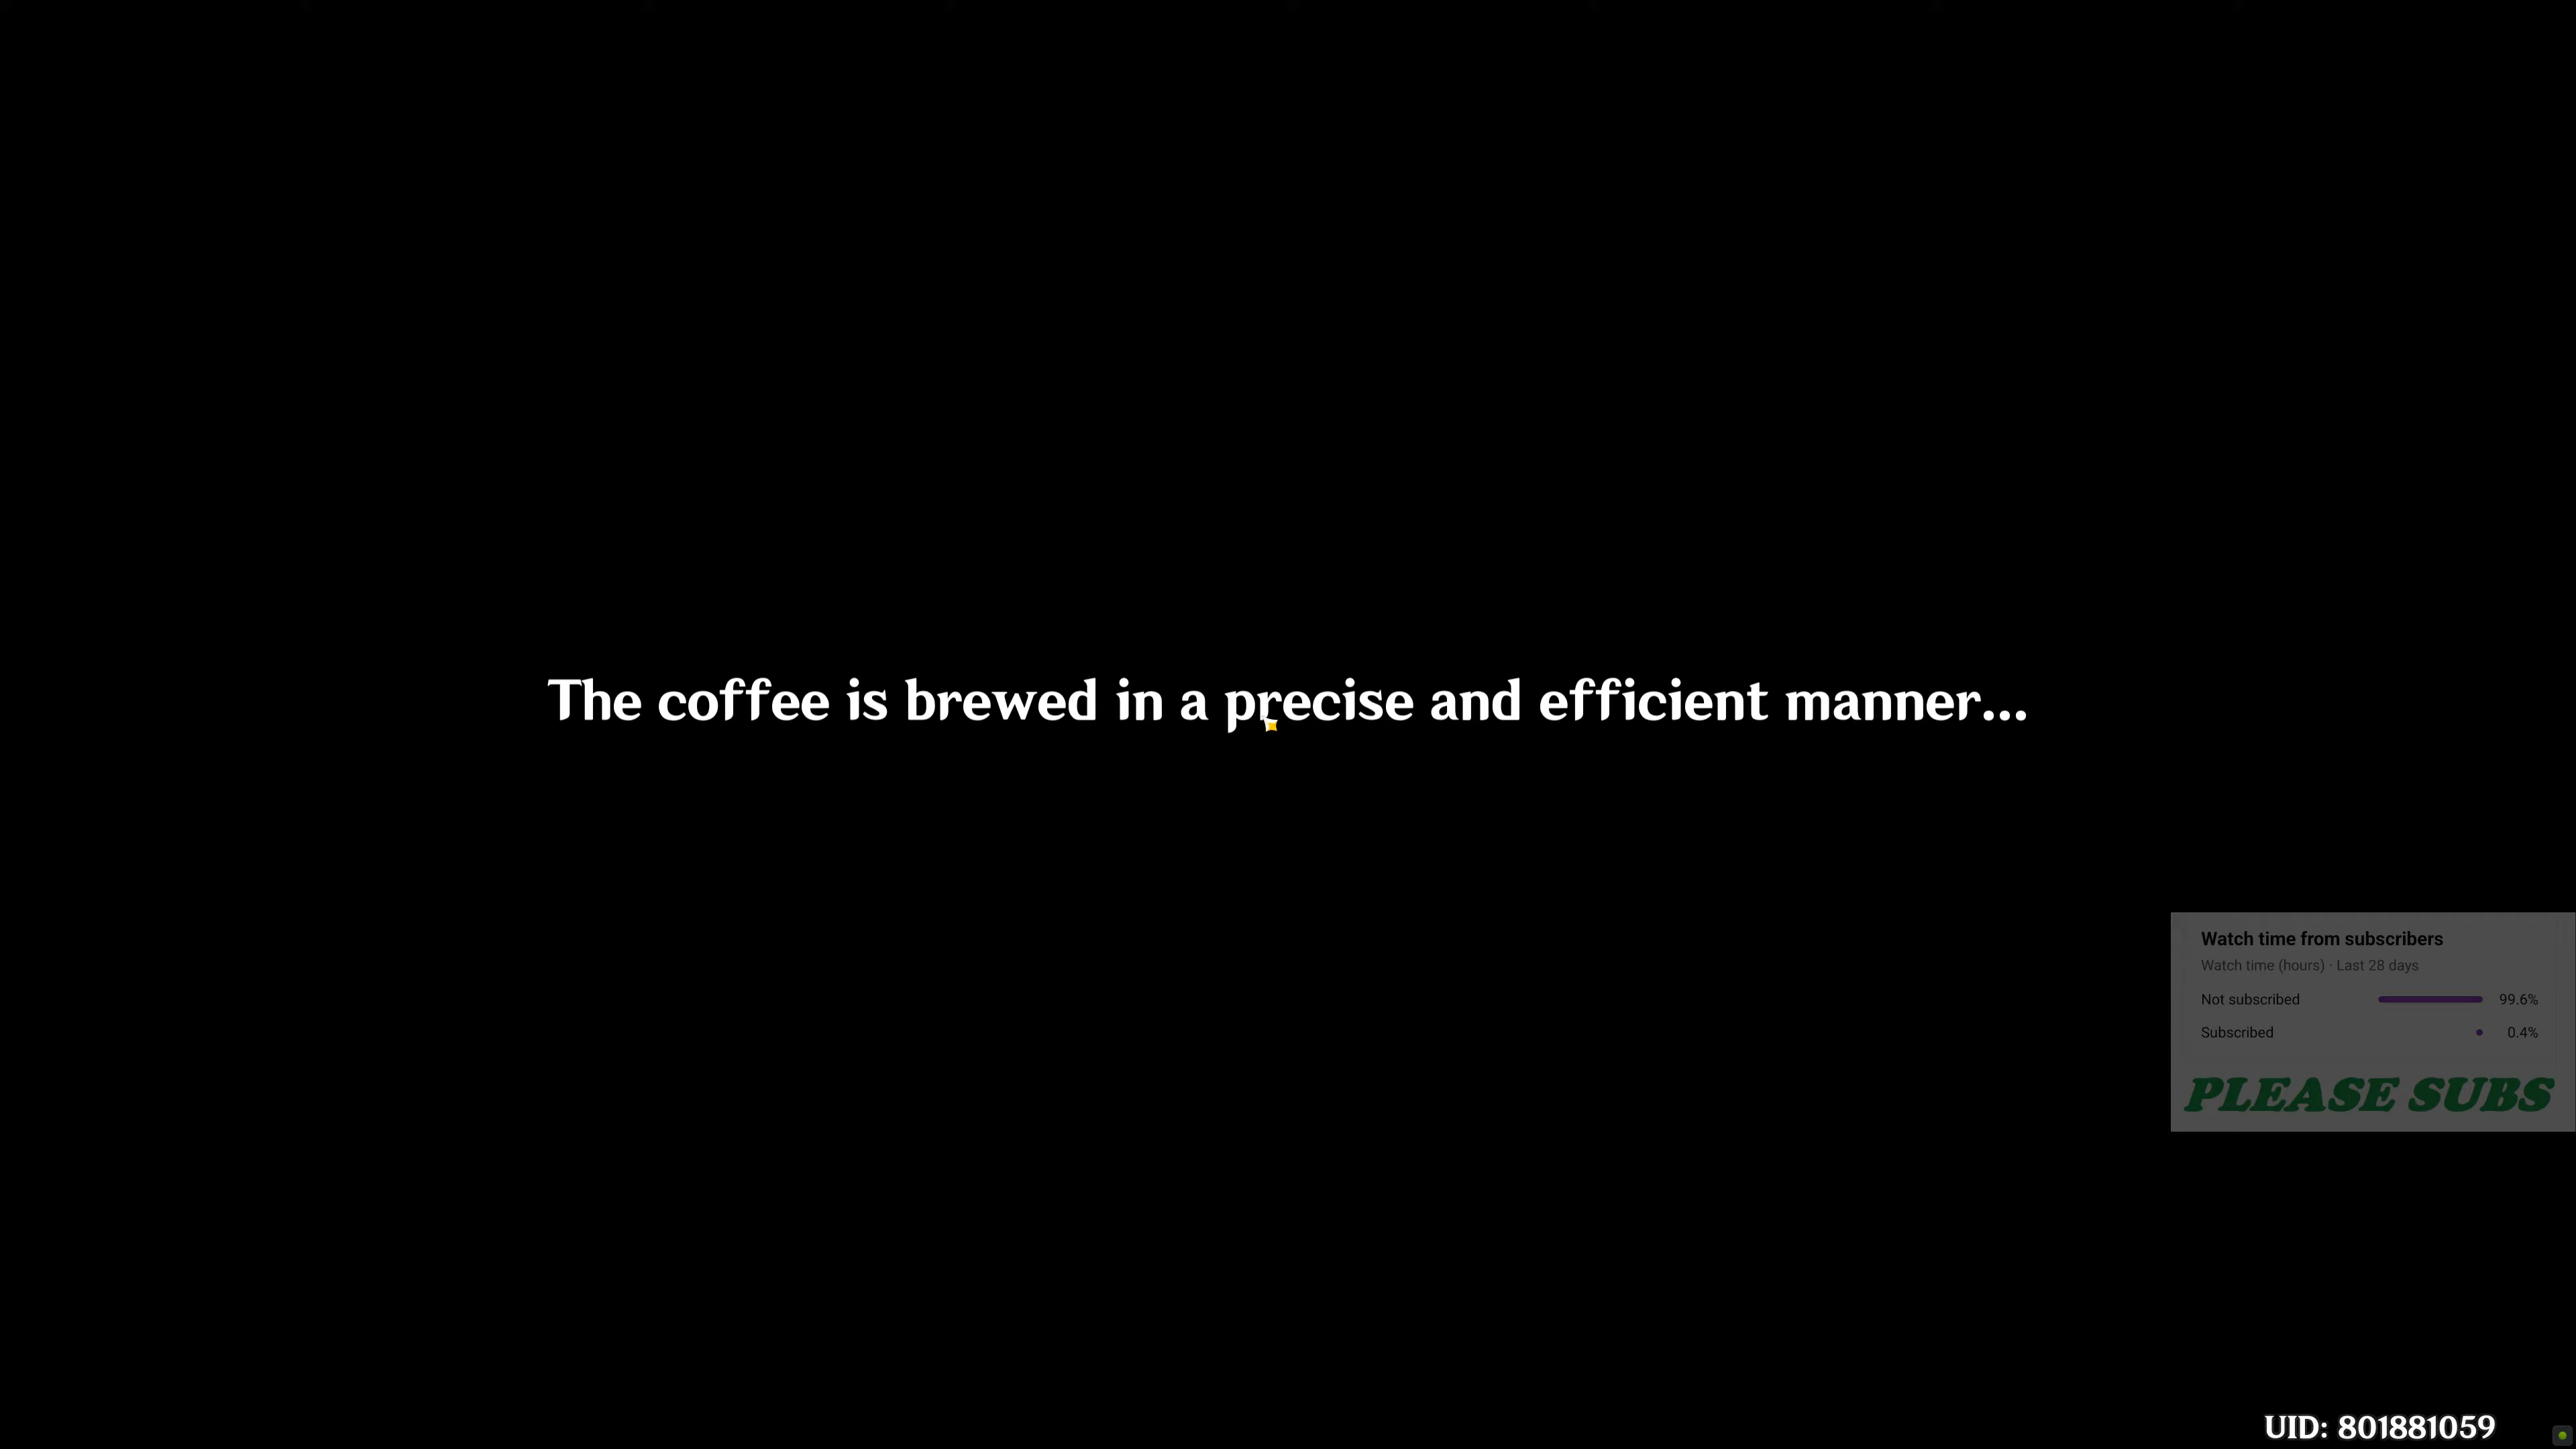 The coffee is brewed in a precise and efficient manner...
Watch time from subscribers
Watch time (hours) · Last 28 days
Not subscribed 99.6%
Subscribed 0.4%
PLEASE SUBS
UID: 801881059